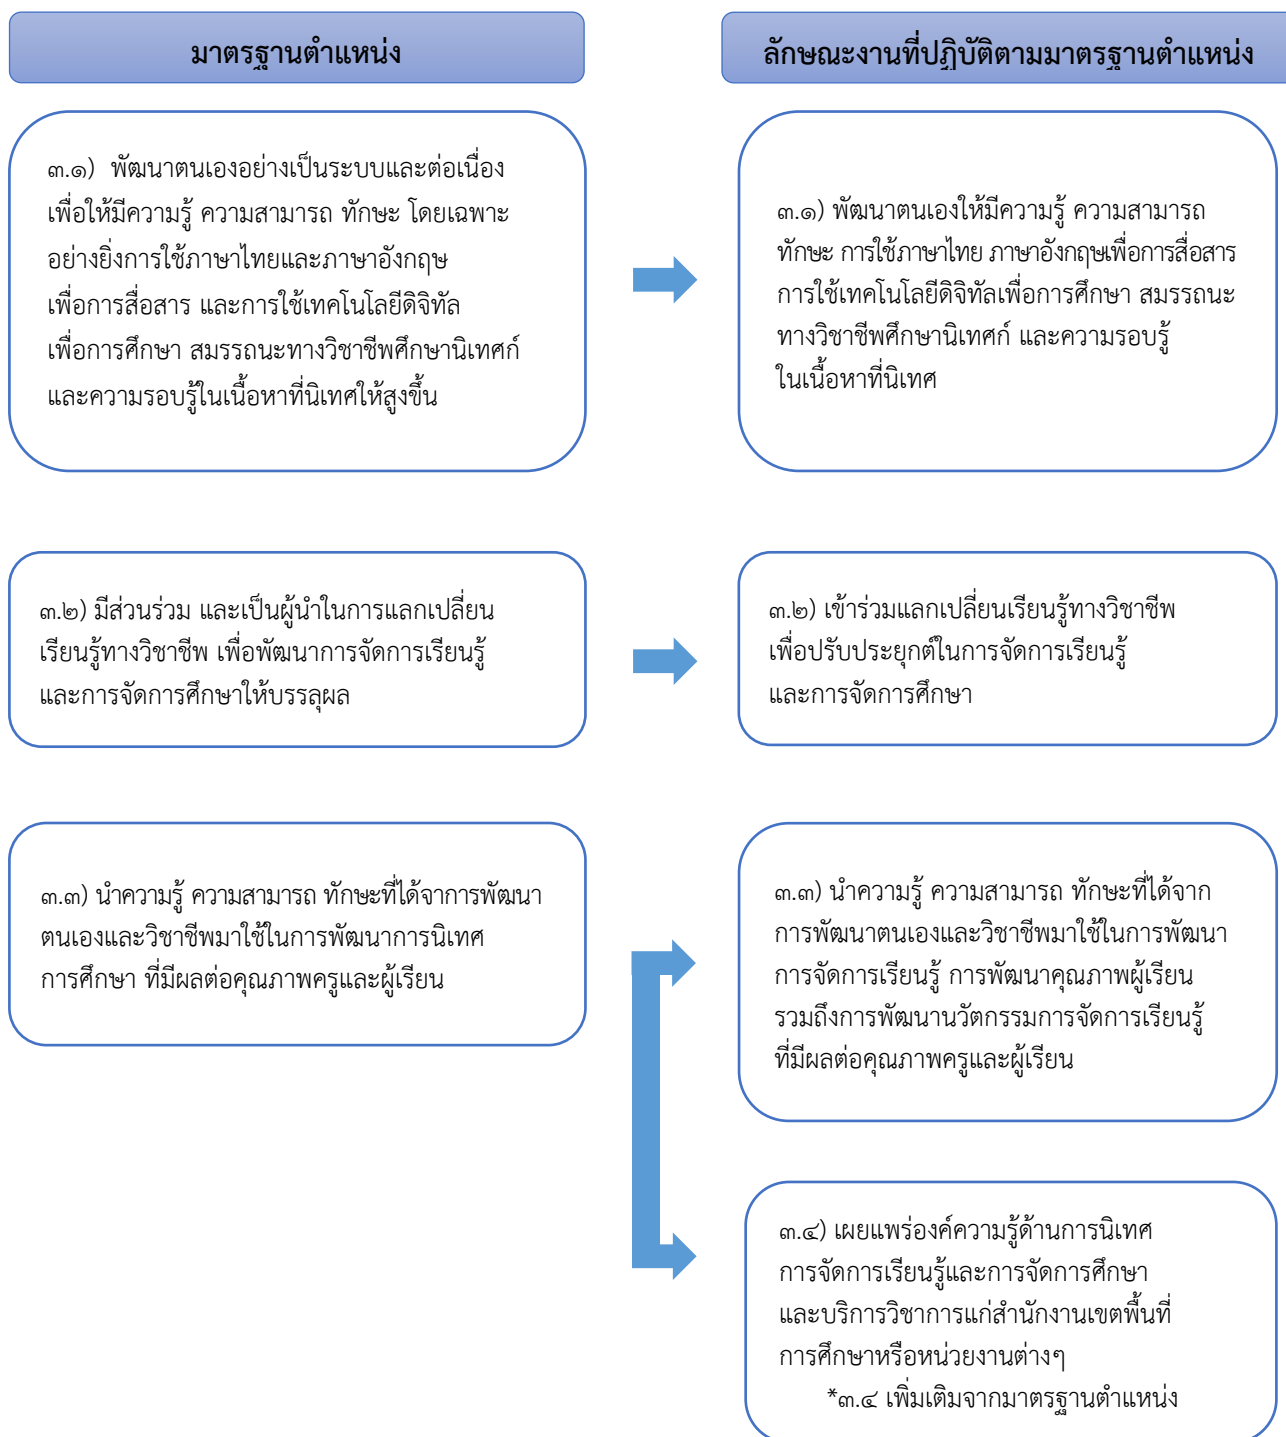 มาตรฐานตำแหน่ง
ลักษณะงานที่ปฏิบัติตามมาตรฐานตำแหน่ง
๓.๑) พัฒนาตนเองอย่างเป็นระบบและต่อเนื่อง
เพื่อให้มีความรู้ ความสามารถ ทักษะ โดยเฉพาะ
อย่างยิ่งการใช้ภาษาไทยและภาษาอังกฤษ
เพื่อการสื่อสาร และการใช้เทคโนโลยีดิจิทัล
เพื่อการศึกษา สมรรถนะทางวิชาชีพศึกษานิเทศก์
และความรอบรู้ในเนื้อหาที่นิเทศให้สูงขึ้น
๓.๑) พัฒนาตนเองให้มีความรู้ ความสามารถ
ทักษะ การใช้ภาษาไทย ภาษาอังกฤษเพื่อการสื่อสาร
การใช้เทคโนโลยีดิจิทัลเพื่อการศึกษา สมรรถนะ
ทางวิชาชีพศึกษานิเทศก์ และความรอบรู้
ในเนื้อหาที่นิเทศ
๓.๒) มีส่วนร่วม และเป็นผู้นำในการแลกเปลี่ยน
เรียนรู้ทางวิชาชีพ เพื่อพัฒนาการจัดการเรียนรู้
และการจัดการศึกษาให้บรรลุผล
๓.๒) เข้าร่วมแลกเปลี่ยนเรียนรู้ทางวิชาชีพ
เพื่อปรับประยุกต์ในการจัดการเรียนรู้
และการจัดการศึกษา
๓.๓) นำความรู้ ความสามารถ ทักษะที่ได้จาการพัฒนา
ตนเองและวิชาชีพมาใช้ในการพัฒนาการนิเทศ
การศึกษา ที่มีผลต่อคุณภาพครูและผู้เรียน
๓.๓) นำความรู้ ความสามารถ ทักษะที่ได้จาก
การพัฒนาตนเองและวิชาชีพมาใช้ในการพัฒนา
การจัดการเรียนรู้ การพัฒนาคุณภาพผู้เรียน
รวมถึงการพัฒนานวัตกรรมการจัดการเรียนรู้
ที่มีผลต่อคุณภาพครูและผู้เรียน
๓.๔) เผยแพร่องค์ความรู้ด้านการนิเทศ
การจัดการเรียนรู้และการจัดการศึกษา
และบริการวิชาการแก่สำนักงานเขตพื้นที่
การศึกษาหรือหน่วยงานต่างๆ
*๓.๔ เพิ่มเติมจากมาตรฐานตำแหน่ง